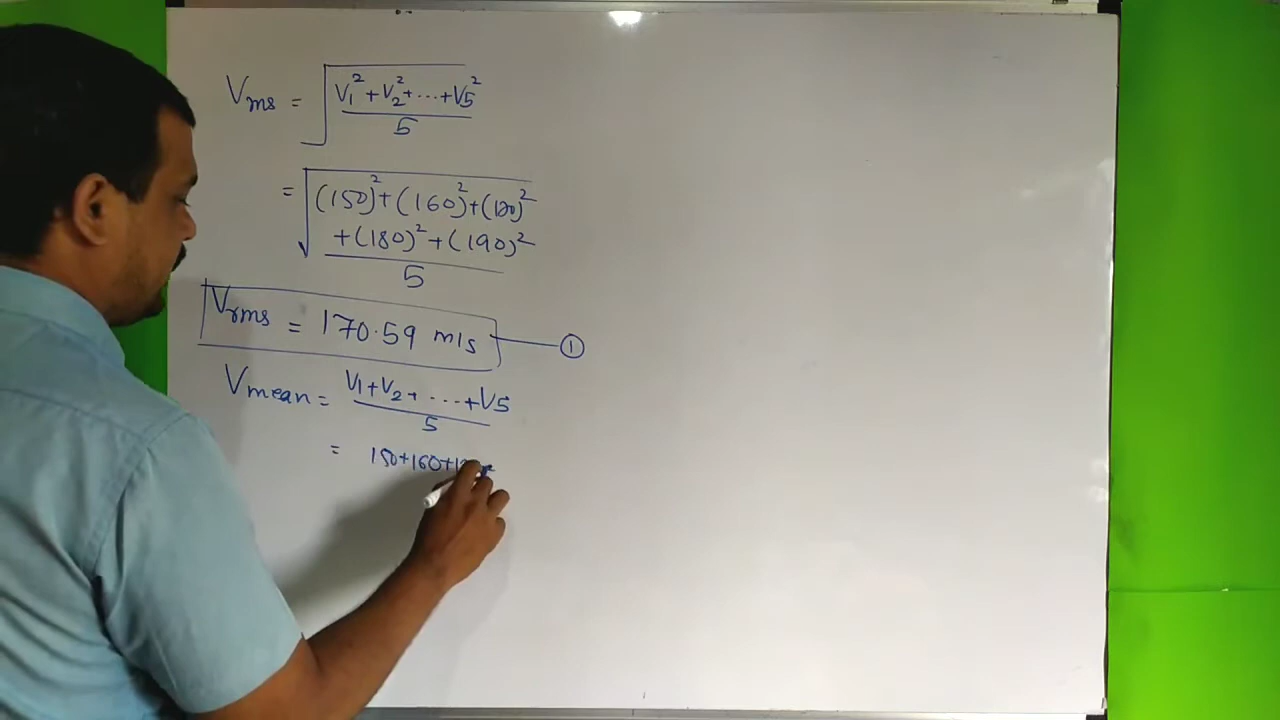 Vms = √ V1² + V2² + ... + V5²
5
= √ (150)² + (160)² + (170)²
+ (180)² + (190)²
5
Vrms = 170.59 m/s — ①
Vmean = V1 + V2 + ... + V5
5
= 150+160+